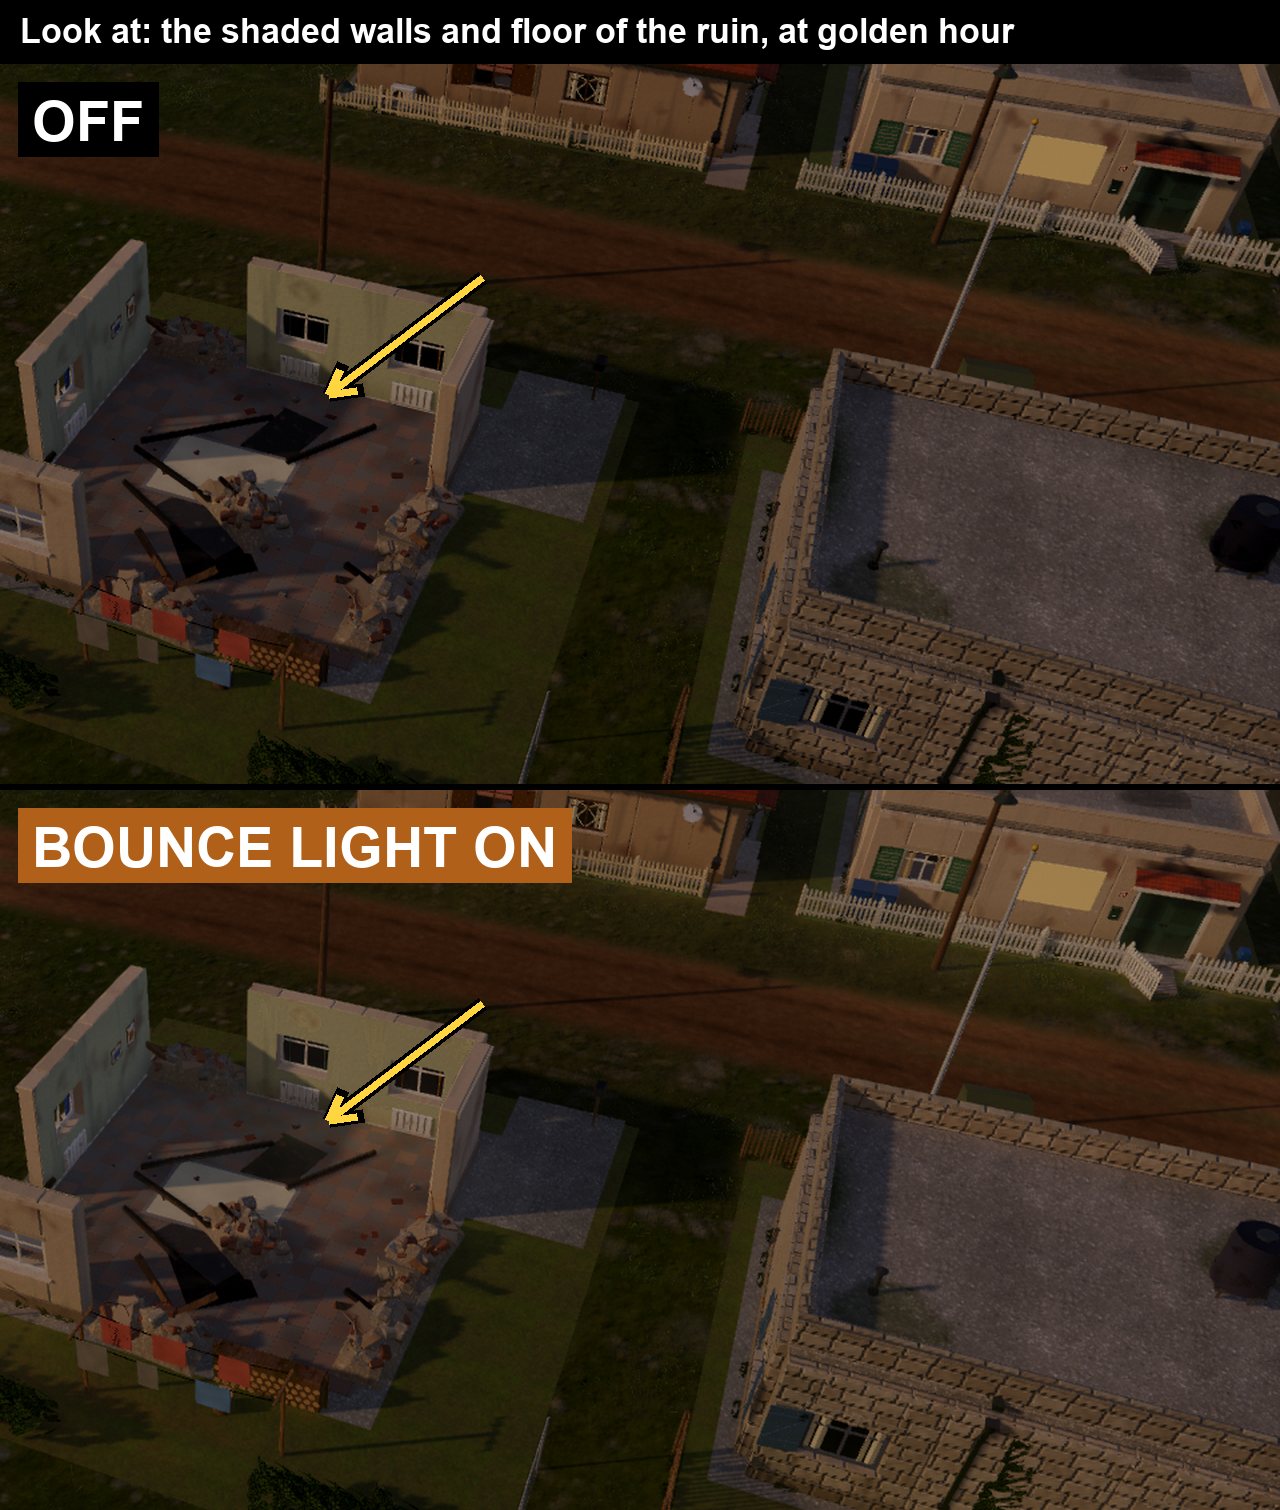 Look at: the shaded walls and floor of the ruin, at golden hour
OFF
BOUNCE LIGHT ON